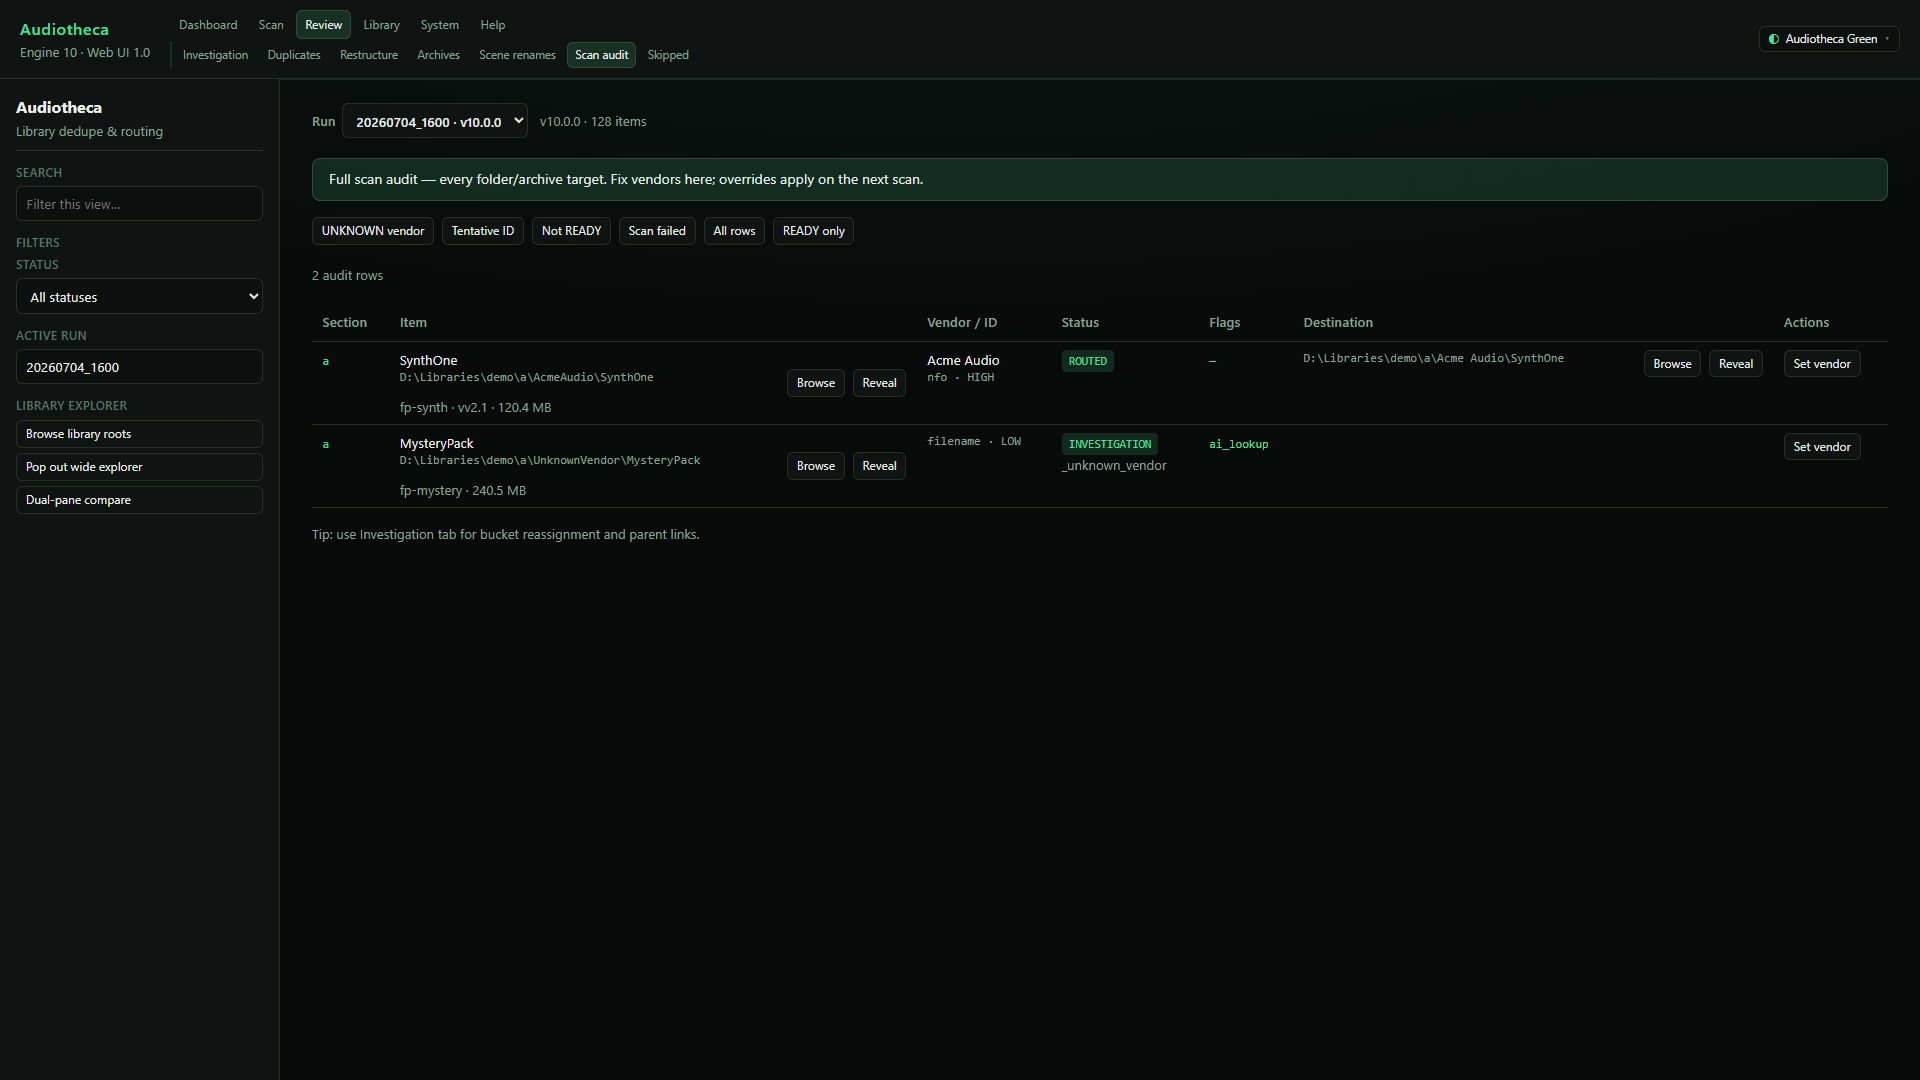 Audiotheca
Engine 10 · Web UI 1.0
Dashboard Scan Review Library System Help
Investigation Duplicates Restructure Archives Scene renames Scan audit Skipped
Audiotheca Green
Audiotheca
Library dedupe & routing
SEARCH
Filter this view...
FILTERS
STATUS
All statuses
ACTIVE RUN
20260704_1600
LIBRARY EXPLORER
Browse library roots
Pop out wide explorer
Dual-pane compare
Run 20260704_1600 · v10.0.0 v10.0.0 · 128 items
Full scan audit — every folder/archive target. Fix vendors here; overrides apply on the next scan.
UNKNOWN vendor Tentative ID Not READY Scan failed All rows READY only
2 audit rows
Section Item Vendor / ID Status Flags Destination Actions
a SynthOne Acme Audio ROUTED — D:\Libraries\demo\a\Acme Audio\SynthOne Browse Reveal Set vendor
D:\Libraries\demo\a\AcmeAudio\SynthOne Browse Reveal nfo · HIGH
fp-synth · vv2.1 · 120.4 MB
a MysteryPack filename · LOW INVESTIGATION ai_lookup Set vendor
D:\Libraries\demo\a\UnknownVendor\MysteryPack Browse Reveal _unknown_vendor
fp-mystery · 240.5 MB
Tip: use Investigation tab for bucket reassignment and parent links.